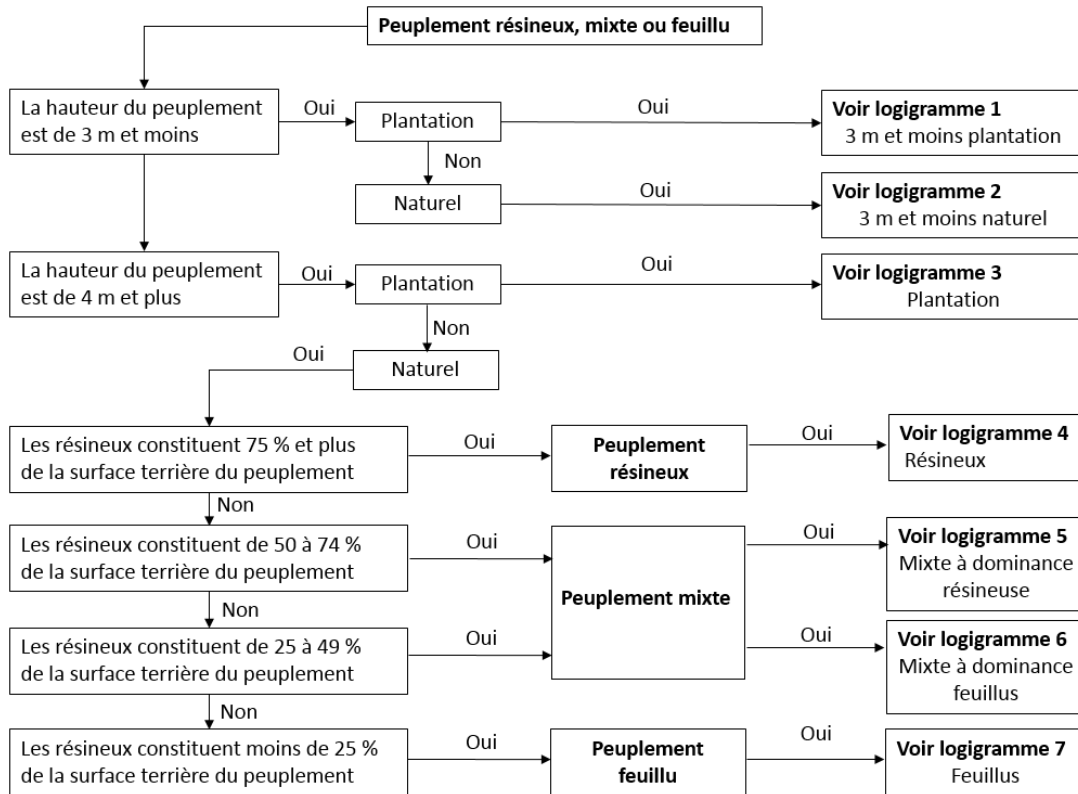 Peuplement résineux, mixte ou feuillu
La hauteur du peuplement
est de 3 m et moins
Oui
Plantation
Oui
Voir logigramme 1
3 m et moins plantation
Non
Naturel
Oui
Voir logigramme 2
3 m et moins naturel
La hauteur du peuplement
est de 4 m et plus
Oui
Plantation
Oui
Voir logigramme 3
Plantation
Non
Naturel
Oui
Les résineux constituent 75 % et plus
de la surface terrière du peuplement
Oui
Peuplement
résineux
Oui
Voir logigramme 4
Résineux
Non
Les résineux constituent de 50 à 74 %
de la surface terrière du peuplement
Oui
Peuplement mixte
Oui
Voir logigramme 5
Mixte à dominance
résineuse
Non
Les résineux constituent de 25 à 49 %
de la surface terrière du peuplement
Oui
Oui
Voir logigramme 6
Mixte à dominance
feuillus
Non
Les résineux constituent moins de 25 %
de la surface terrière du peuplement
Oui
Peuplement
feuillu
Oui
Voir logigramme 7
Feuillus